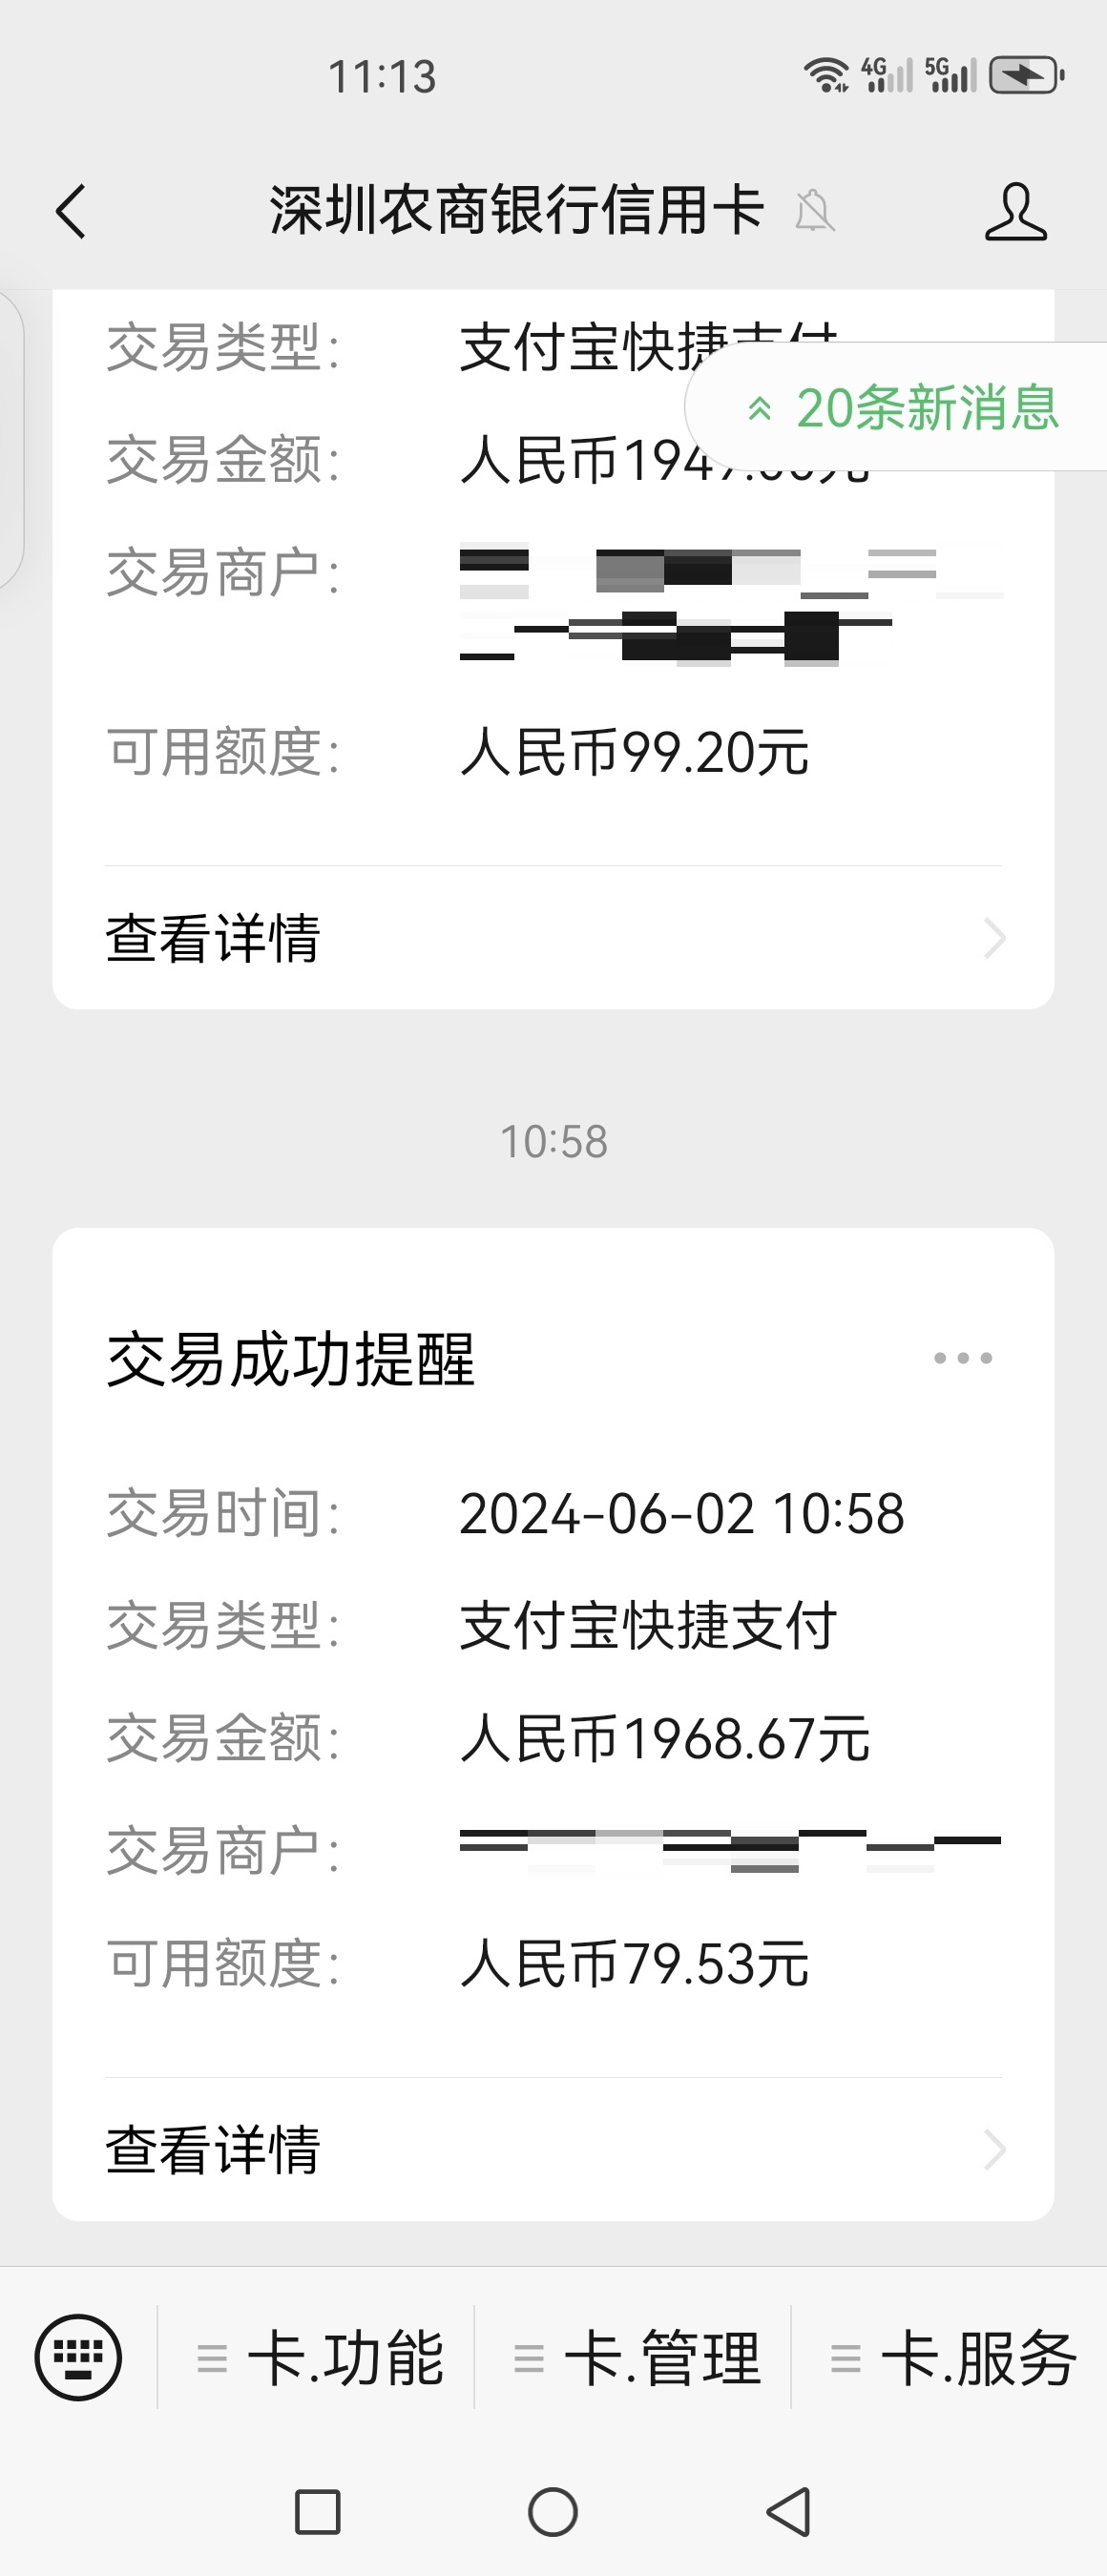 11:13
4G 5G
深圳农商银行信用卡
交易类型: 支付宝快捷支付
20条新消息
交易金额: 人民币194
交易商户:
可用额度: 人民币99.20元
查看详情
10:58
交易成功提醒
交易时间: 2024-06-02 10:58
交易类型: 支付宝快捷支付
交易金额: 人民币1968.67元
交易商户:
可用额度: 人民币79.53元
查看详情
卡.功能 卡.管理 卡.服务